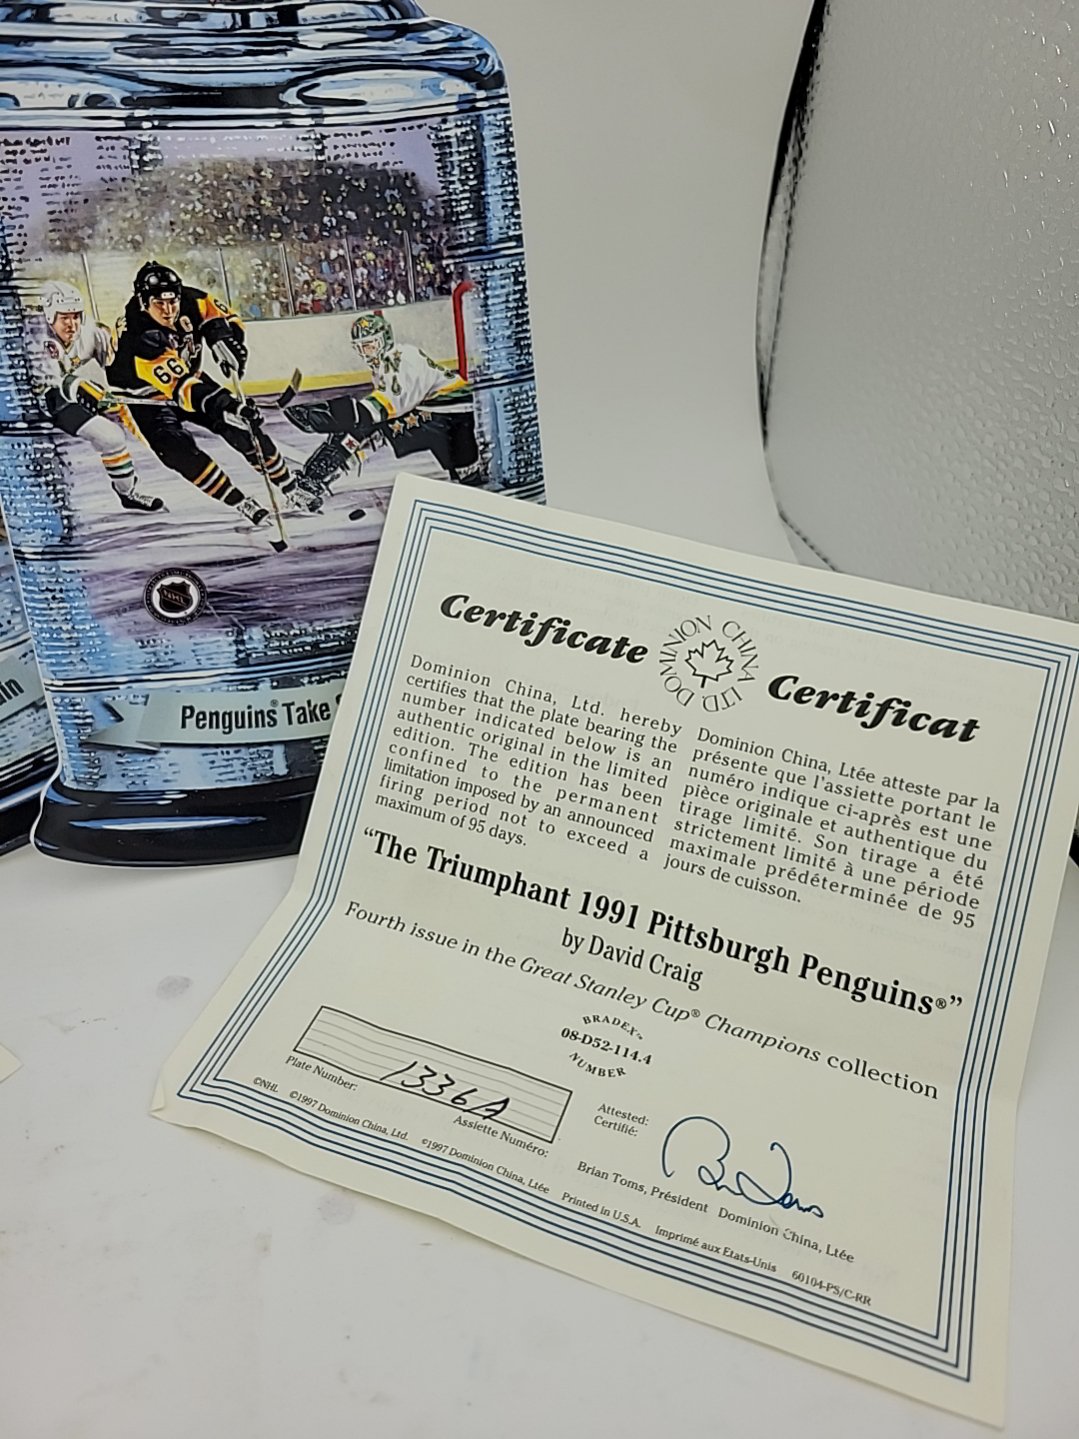 66
NHL
in
Penguins® Take
Certificate
DOMINION CHINA LTD
Certificat
Dominion China, Ltd. hereby
certifies that the plate bearing the
number indicated below is an
authentic original in the limited
edition. The edition has been
confined to the permanent
limitation imposed by an announced
firing period not to exceed a
maximum of 95 days.
Dominion China, Ltée atteste par la
présente que l'assiette portant le
numéro indique ci-après est une
pièce originale et authentique du
tirage limité. Son tirage a été
strictement limité à une période
maximale prédéterminée de 95
jours de cuisson.
"The Triumphant 1991 Pittsburgh Penguins®"
by David Craig
Fourth issue in the Great Stanley Cup® Champions collection
BRADEX™
08-D52-114.4
NUMBER
1336A
Plate Number:
Assiette Numéro:
Attested:
Certifié:
Brian Toms, Président Dominion China, Ltée
©NHL ©1997 Dominion China, Ltd. ©1997 Dominion China, Ltée Printed in U.S.A. Imprimé aux Etats-Unis 60104-PS/C-RR